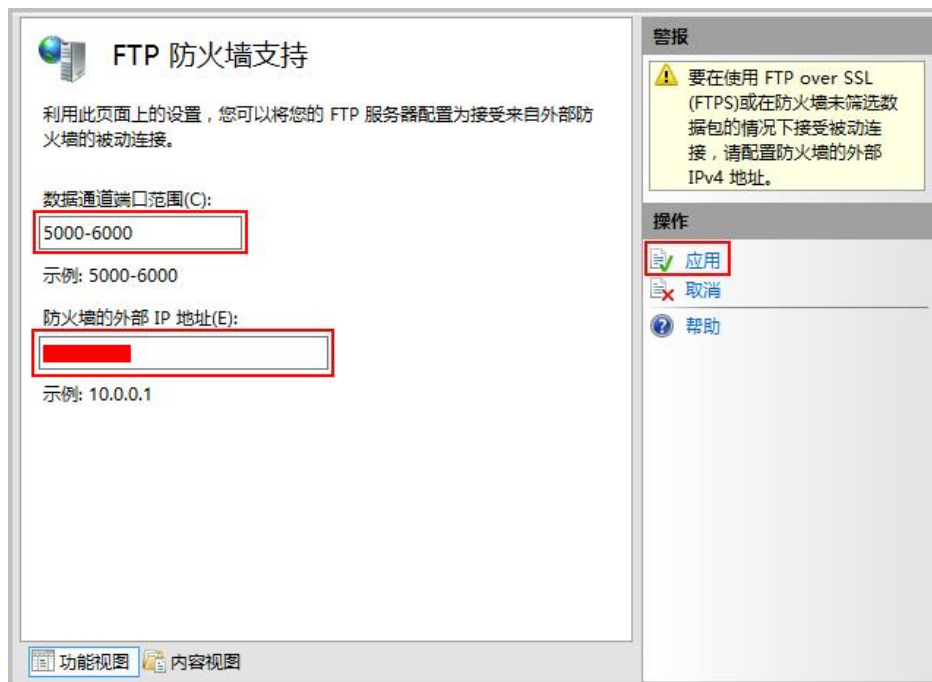 FTP 防火墙支持
利用此页面上的设置，您可以将您的 FTP 服务器配置为接受来自外部防
火墙的被动连接。
数据通道端口范围(C):
5000-6000
示例: 5000-6000
防火墙的外部 IP 地址(E):
示例: 10.0.0.1
功能视图
内容视图
警报
要在使用 FTP over SSL
(FTPS)或在防火墙未筛选数
据包的情况下接受被动连
接，请配置防火墙的外部
IPv4 地址。
操作
应用
取消
帮助